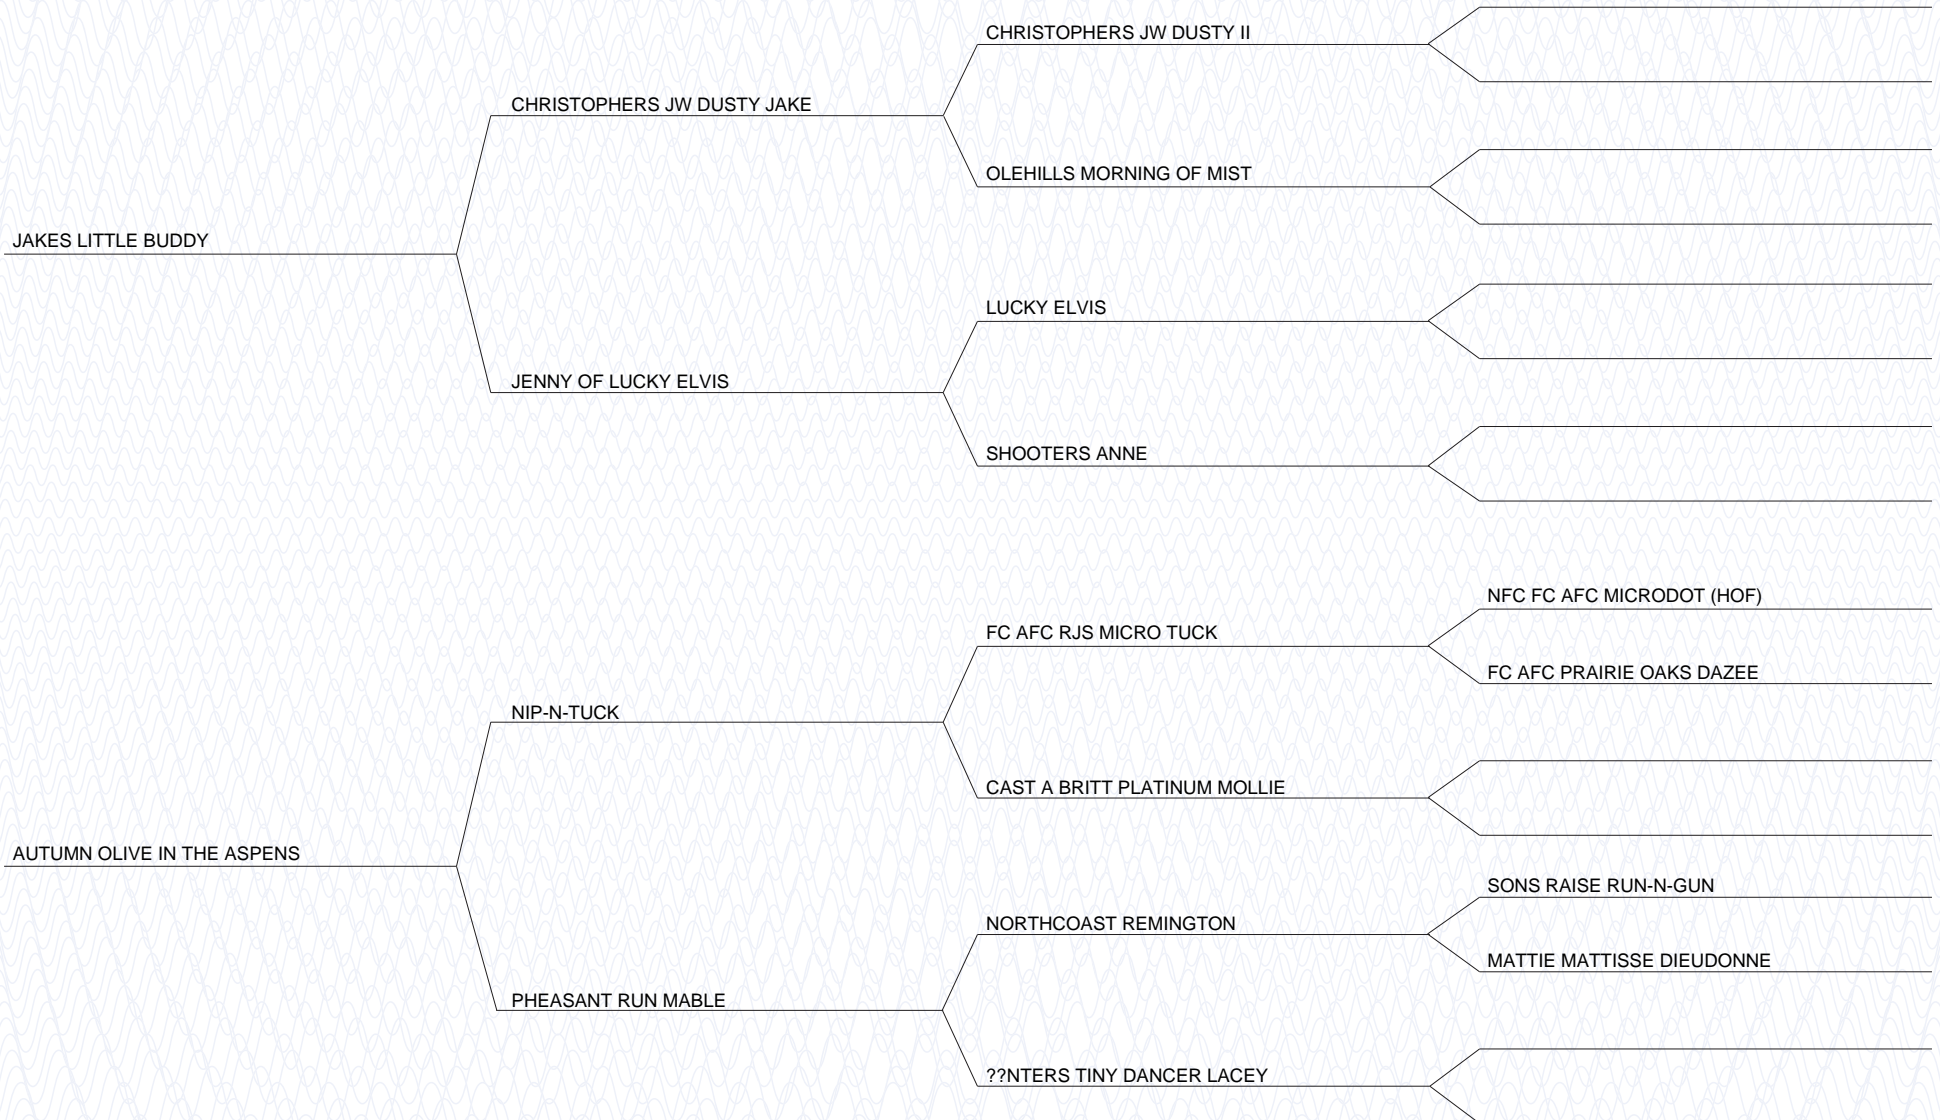 CHRISTOPHERS JW DUSTY II
CHRISTOPHERS JW DUSTY JAKE
OLEHILLS MORNING OF MIST
JAKES LITTLE BUDDY
LUCKY ELVIS
JENNY OF LUCKY ELVIS
SHOOTERS ANNE
NFC FC AFC MICRODOT (HOF)
FC AFC RJS MICRO TUCK
FC AFC PRAIRIE OAKS DAZEE
NIP-N-TUCK
CAST A BRITT PLATINUM MOLLIE
AUTUMN OLIVE IN THE ASPENS
SONS RAISE RUN-N-GUN
NORTHCOAST REMINGTON
MATTIE MATTISSE DIEUDONNE
PHEASANT RUN MABLE
??NTERS TINY DANCER LACEY